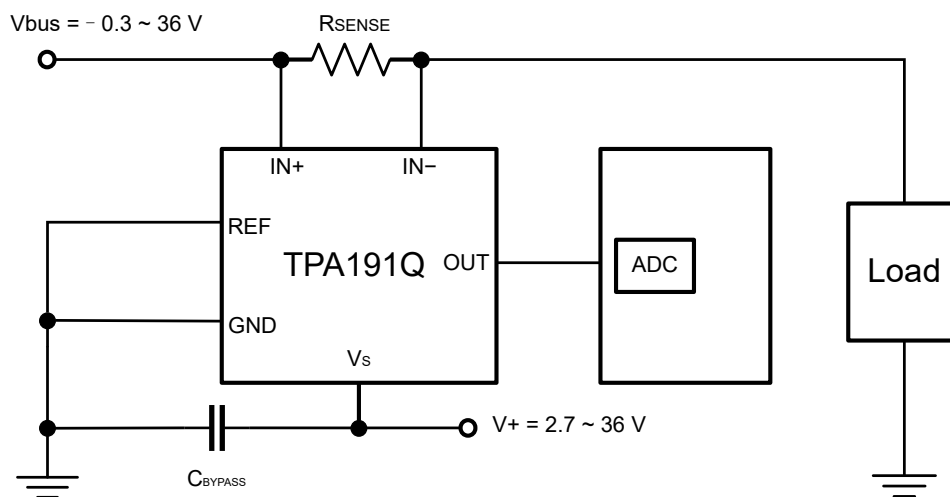 Vbus = − 0.3 ~ 36 V
RSENSE
IN+
IN−
REF
TPA191Q
OUT
ADC
Load
GND
Vs
V+ = 2.7 ~ 36 V
CBYPASS